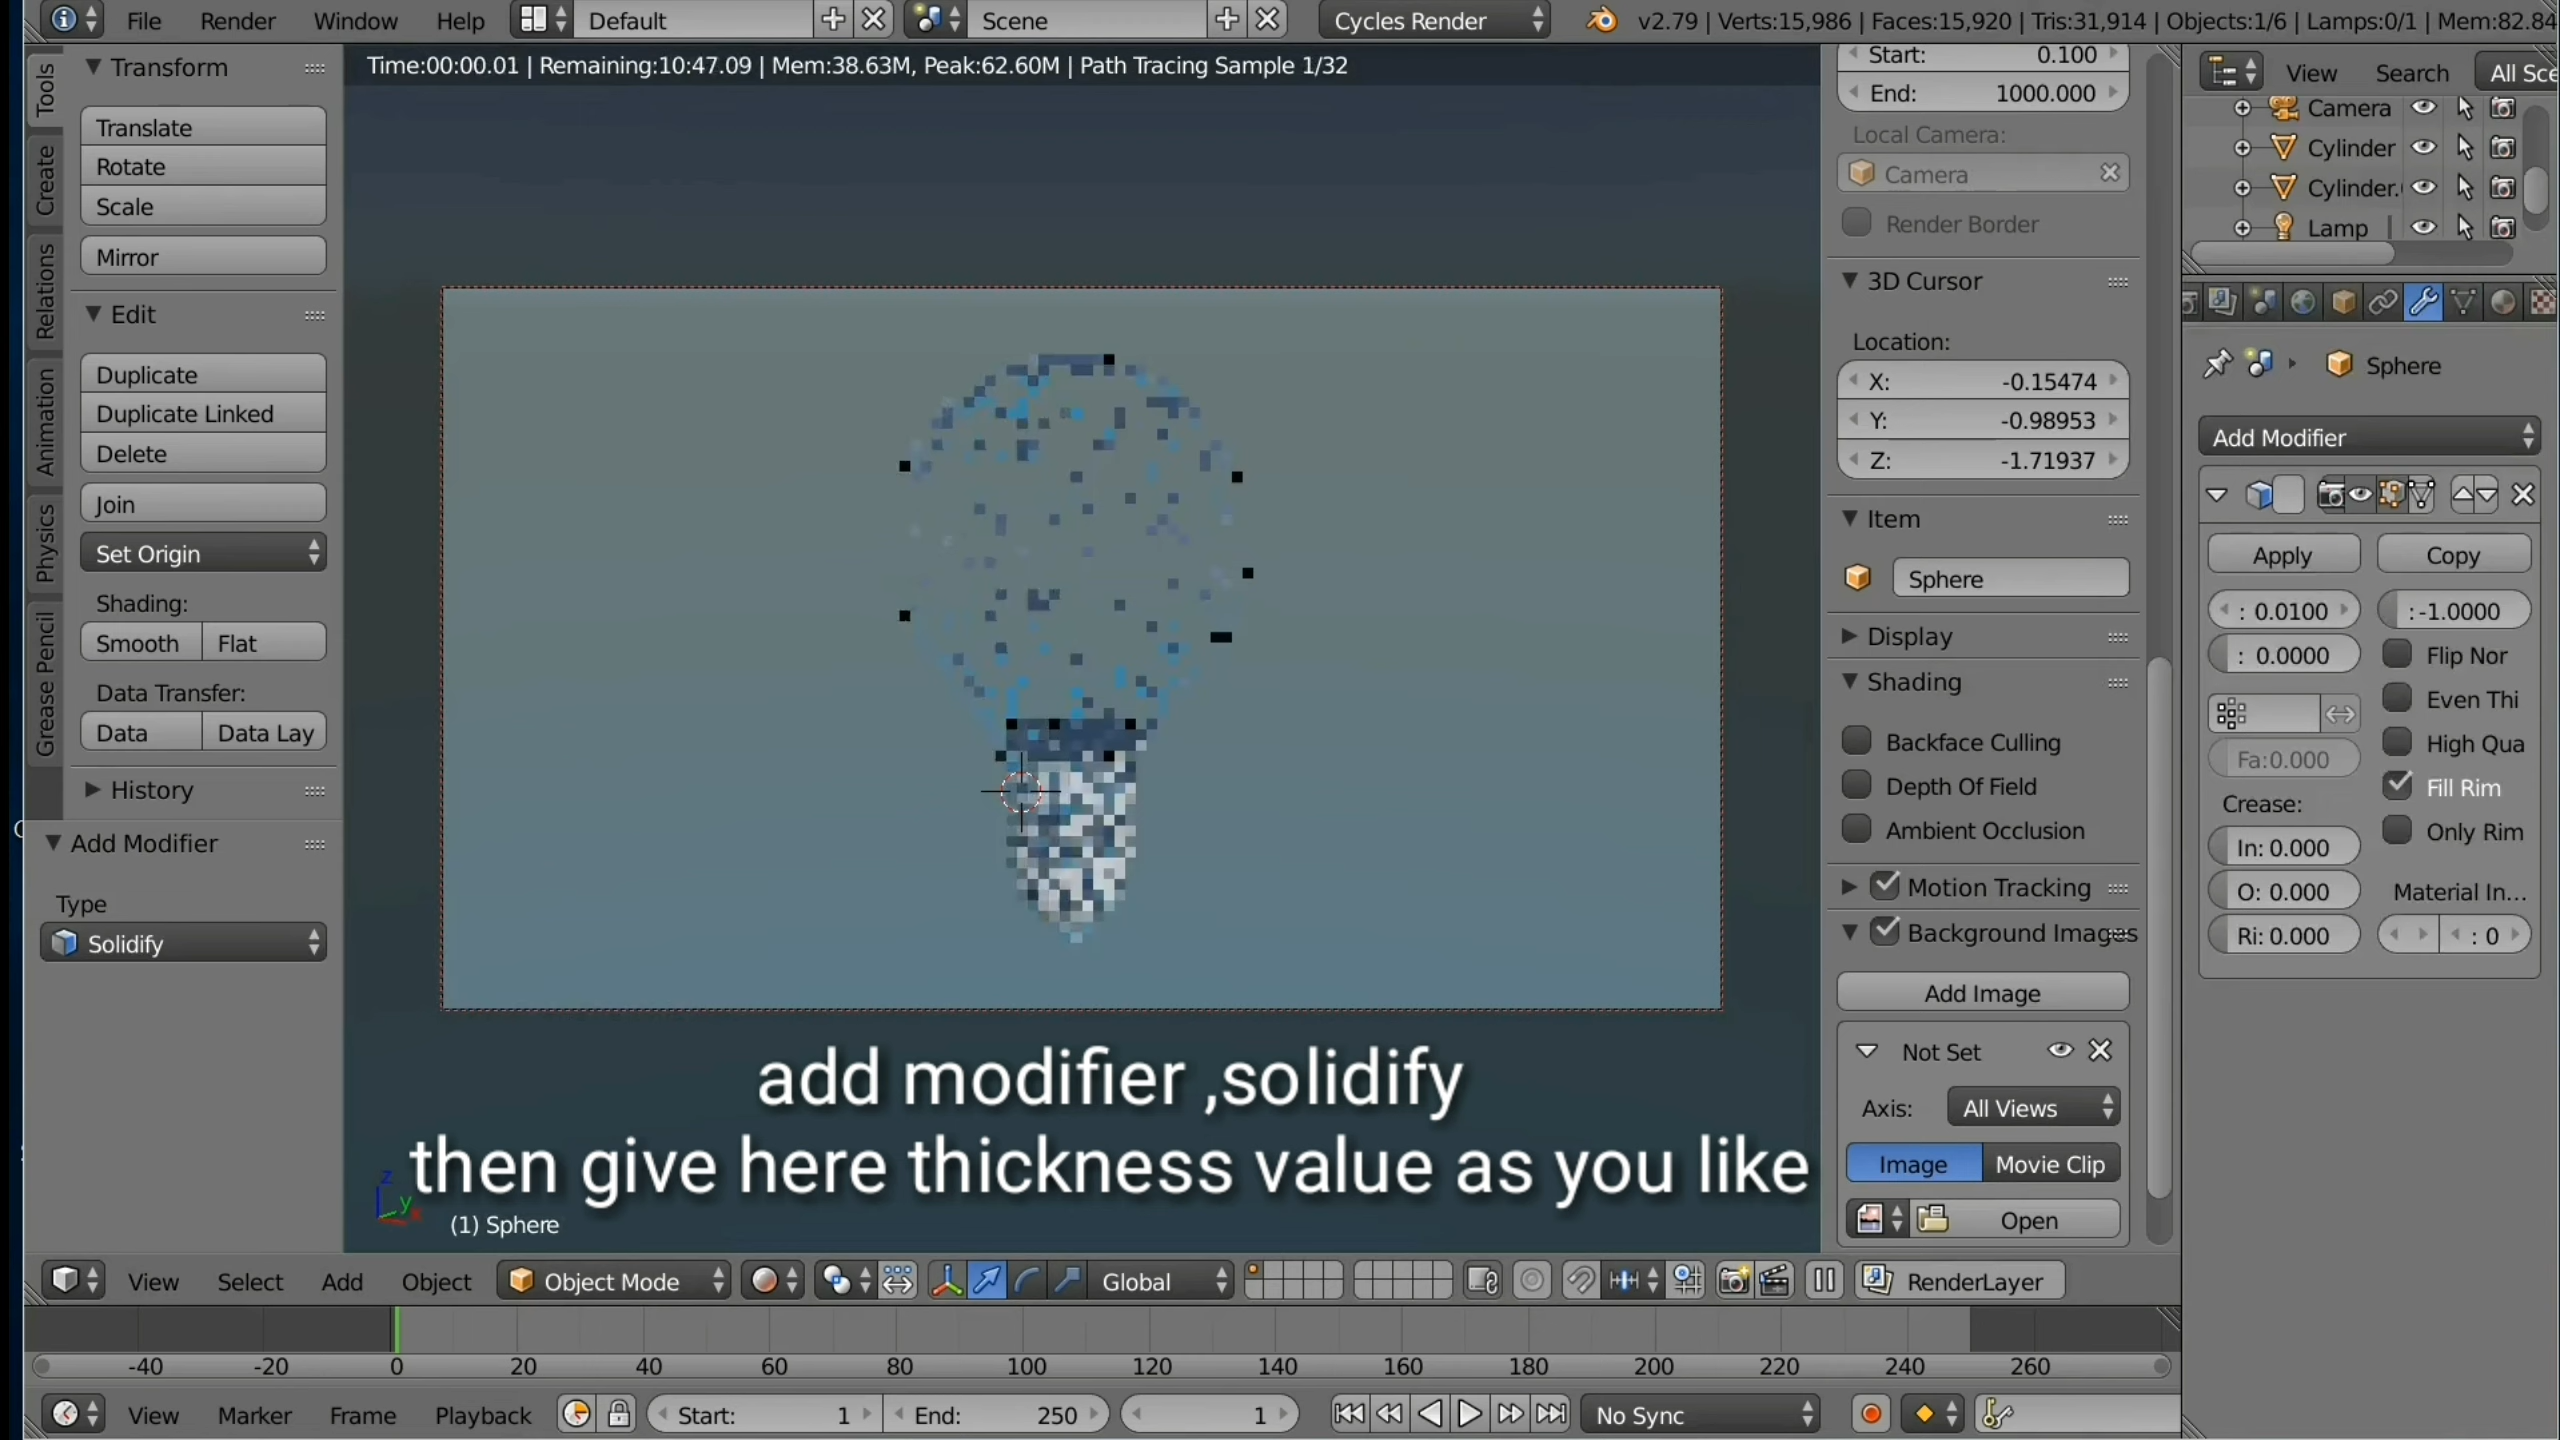 File Render Window Help Default Scene Cycles Render v2.79 | Verts:15,986 | Faces:15,920 | Tris:31,914 | Objects:1/6 | Lamps:0/1 | Mem:82.84
Tools
Create
Relations
Animation
Physics
Grease Pencil
Transform
Translate
Rotate
Scale
Mirror
Edit
Duplicate
Duplicate Linked
Delete
Join
Set Origin
Shading:
Smooth Flat
Data Transfer:
Data Data Lay
History
Add Modifier
Type
Solidify
Time:00:00.01 | Remaining:10:47.09 | Mem:38.63M, Peak:62.60M | Path Tracing Sample 1/32
add modifier ,solidify
then give here thickness value as you like
z
y
x
(1) Sphere
Start: 0.100
End: 1000.000
Local Camera:
Camera
Render Border
3D Cursor
Location:
X: -0.15474
Y: -0.98953
Z: -1.71937
Item
Sphere
Display
Shading
Backface Culling
Depth Of Field
Ambient Occlusion
Motion Tracking
Background Images
Add Image
Not Set
Axis: All Views
Image Movie Clip
Open
View Search All Sce
Camera
Cylinder
Cylinder.
Lamp
Sphere
Add Modifier
Apply Copy
: 0.0100 :-1.0000
: 0.0000 Flip Nor
Even Thi
High Qua
Fa:0.000
Fill Rim
Crease:
Only Rim
In: 0.000
O: 0.000 Material In...
Ri: 0.000 : 0
View Select Add Object Object Mode Global RenderLayer
-40 -20 0 20 40 60 80 100 120 140 160 180 200 220 240 260
View Marker Frame Playback Start: 1 End: 250 1 No Sync